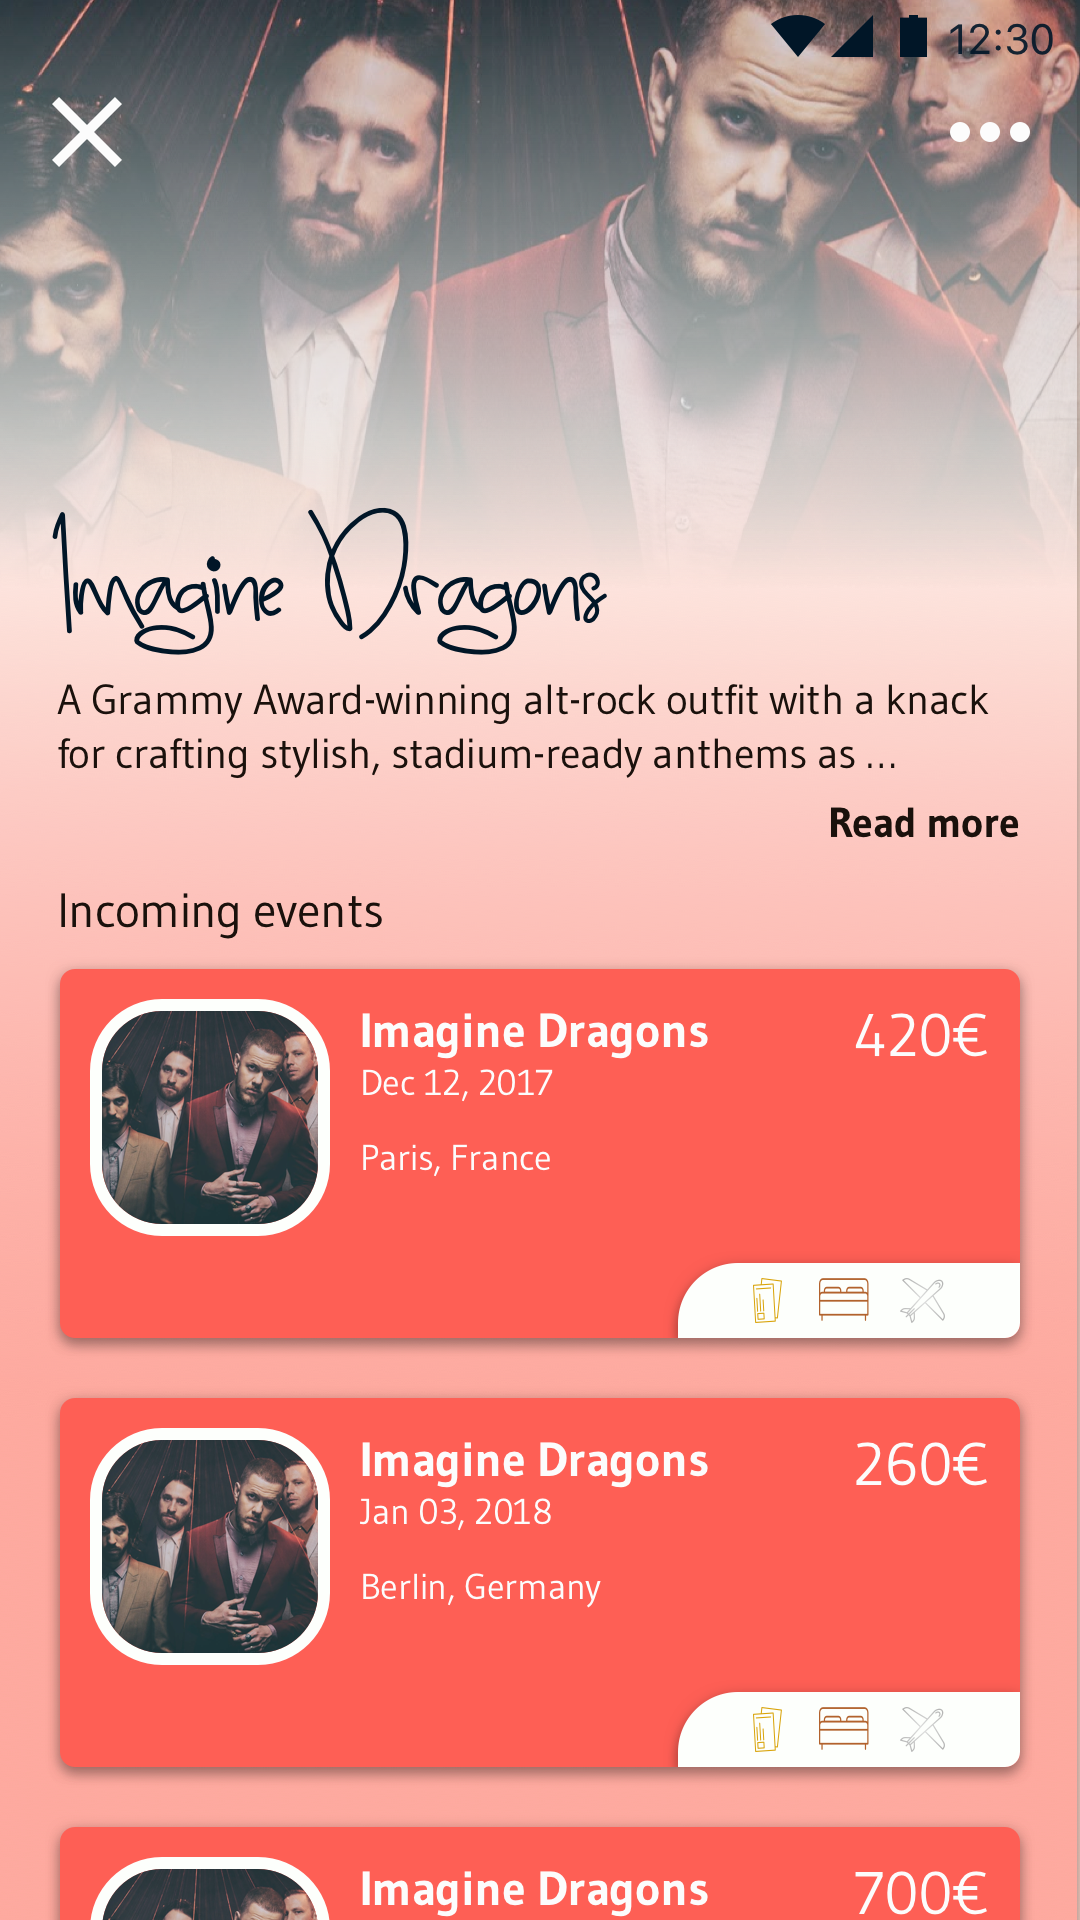 12:30
Imagine Dragons
A Grammy Award-winning alt-rock outfit with a knack
for crafting stylish, stadium-ready anthems as ...
Read more
Incoming events
Imagine Dragons
420€
Dec 12, 2017
Paris, France
Imagine Dragons
260€
Jan 03, 2018
Berlin, Germany
Imagine Dragons
700€